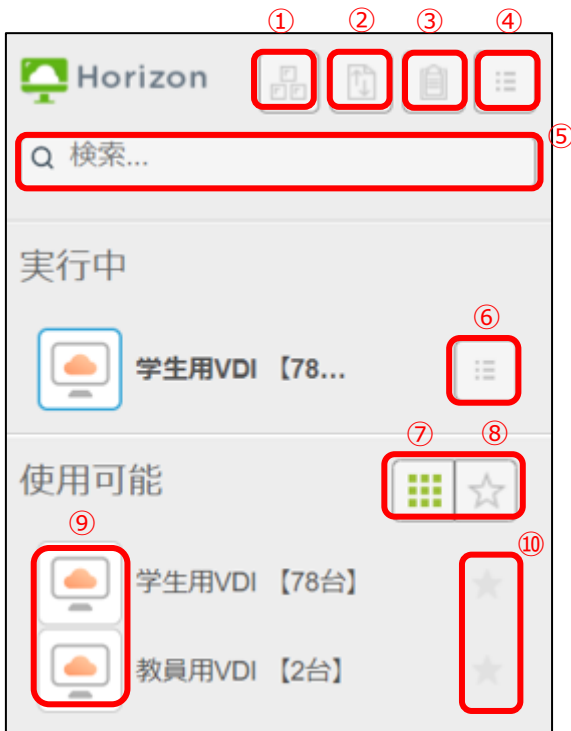 ① ② ③ ④
Horizon
⑤
検索...
実行中
⑥
学生用VDI 【78...
⑦ ⑧
使用可能
⑨
⑩
学生用VDI 【78台】
教員用VDI 【2台】